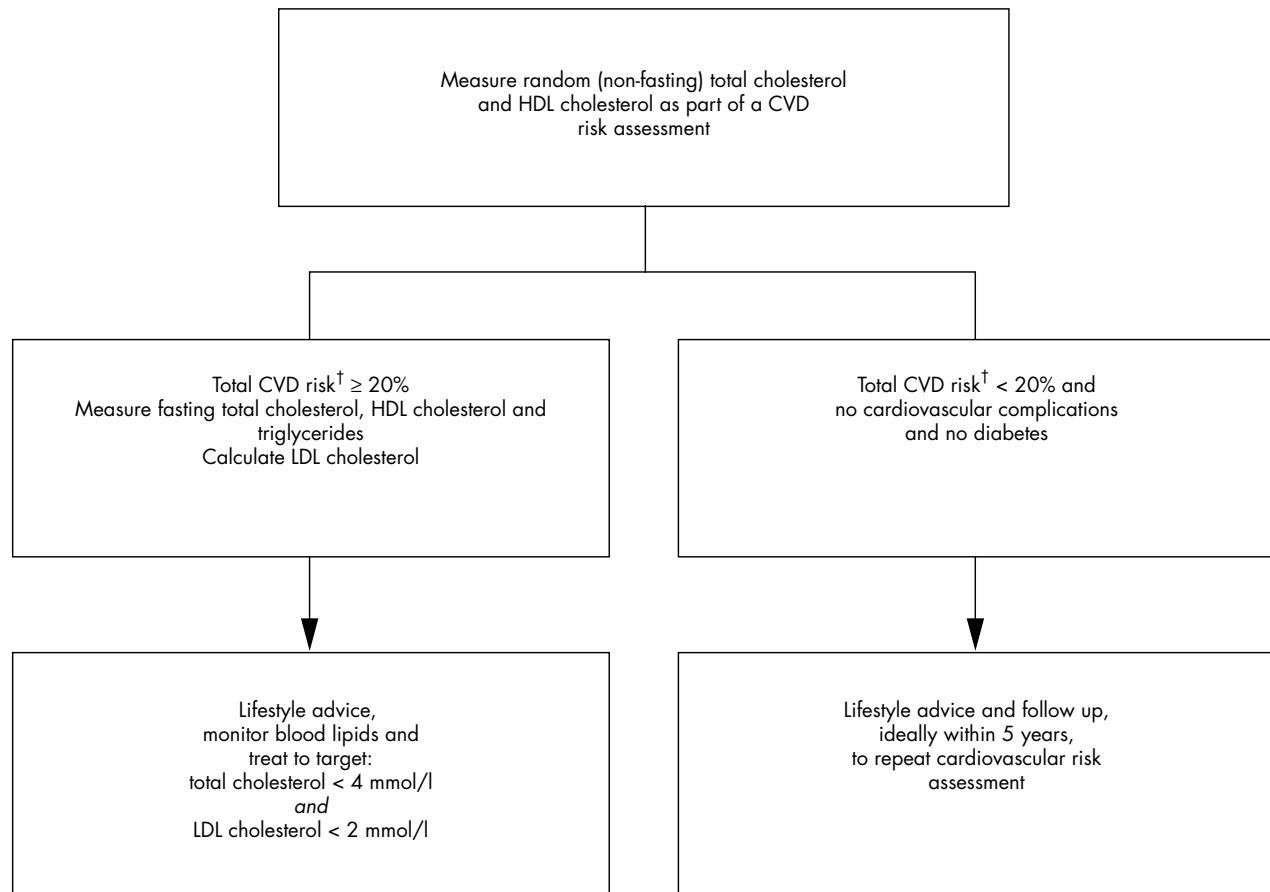 Measure random (non-fasting) total cholesterol
and HDL cholesterol as part of a CVD
risk assessment
Total CVD risk† ≥ 20%
Measure fasting total cholesterol, HDL cholesterol and
triglycerides
Calculate LDL cholesterol
Total CVD risk† < 20% and
no cardiovascular complications
and no diabetes
Lifestyle advice,
monitor blood lipids and
treat to target:
total cholesterol < 4 mmol/l
and
LDL cholesterol < 2 mmol/l
Lifestyle advice and follow up,
ideally within 5 years,
to repeat cardiovascular risk
assessment